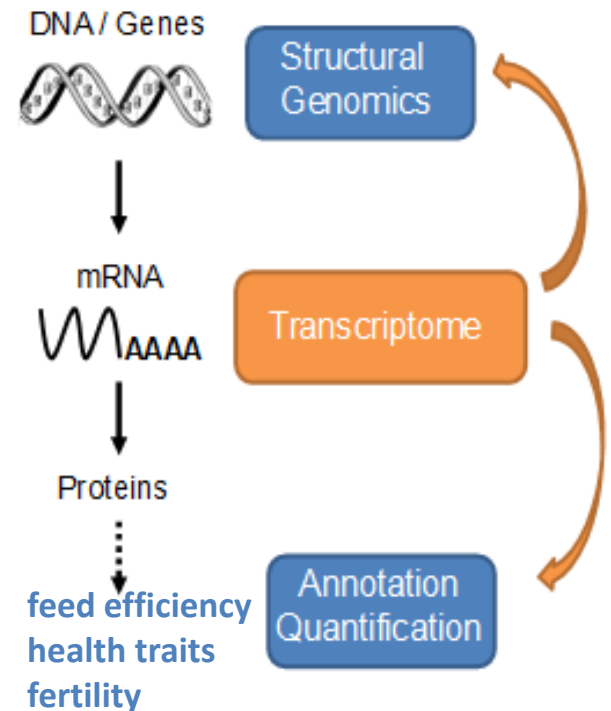 DNA / Genes
Structural
Genomics
mRNA
AAAA
Transcriptome
Proteins
feed efficiency
health traits
fertility
Annotation
Quantification